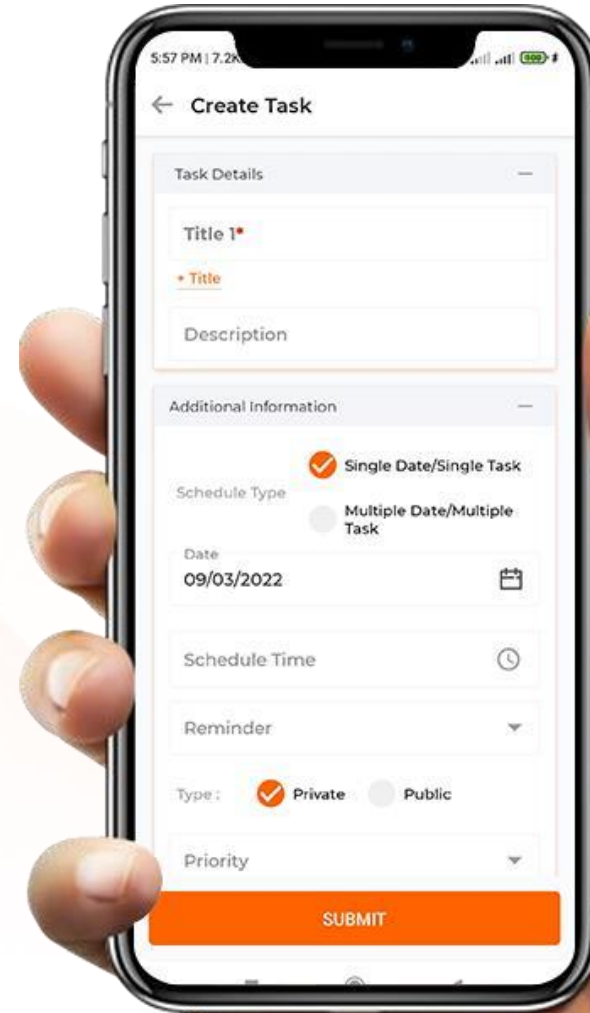 5:57 PM | 7.2K
Create Task
Task Details
Title 1*
+ Title
Description
Additional Information
Single Date/Single Task
Schedule Type
Multiple Date/Multiple
Task
Date
09/03/2022
Schedule Time
Reminder
Type :
Private
Public
Priority
SUBMIT